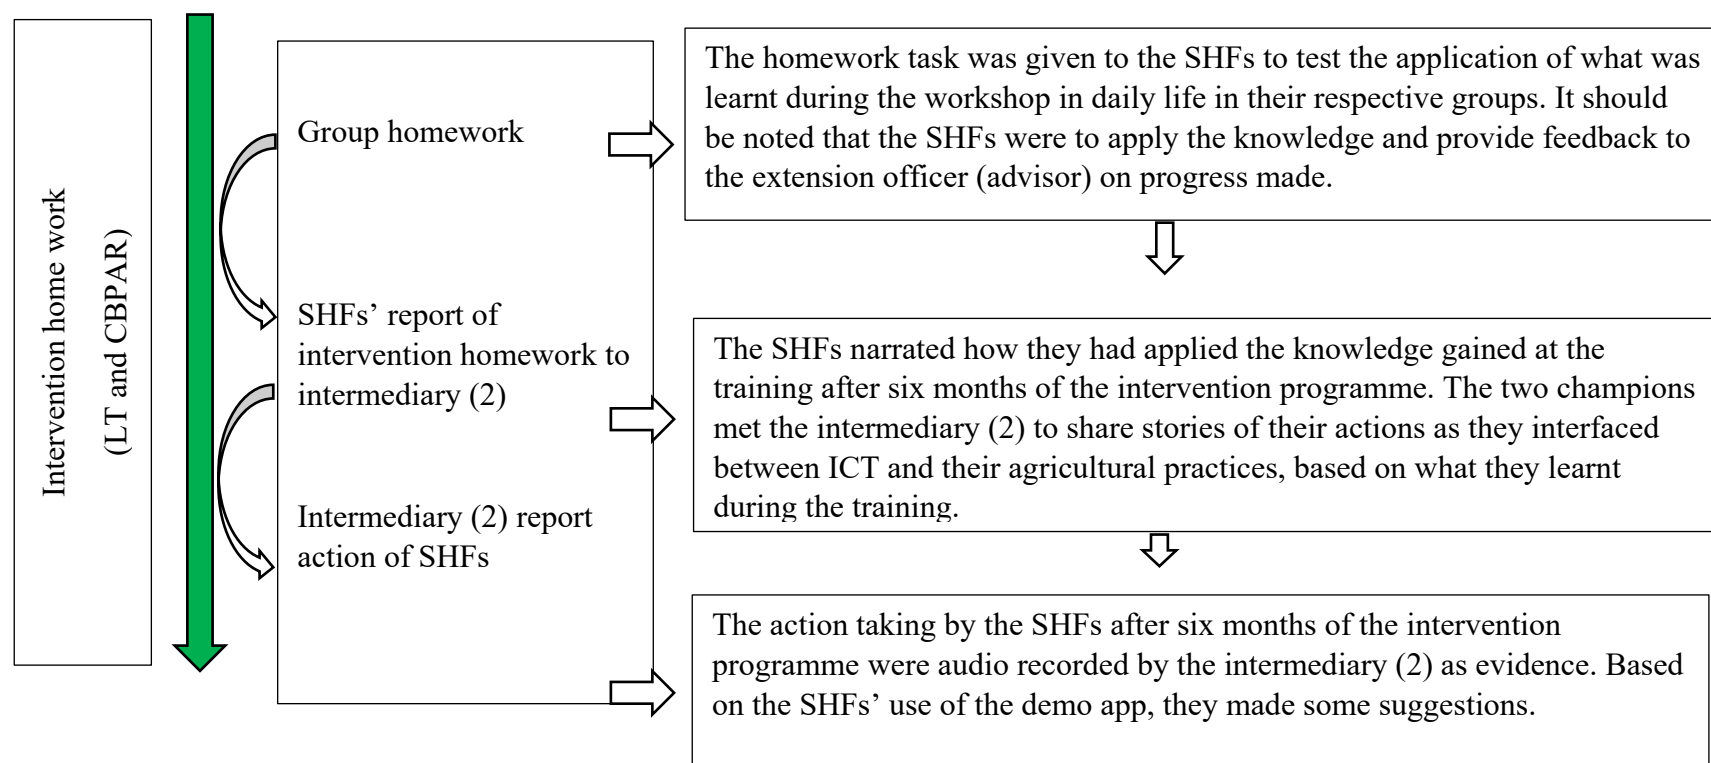 Intervention home work
(LT and CBPAR)
Group homework
SHFs’ report of
intervention homework to
intermediary (2)
Intermediary (2) report
action of SHFs
The homework task was given to the SHFs to test the application of what was
learnt during the workshop in daily life in their respective groups. It should
be noted that the SHFs were to apply the knowledge and provide feedback to
the extension officer (advisor) on progress made.
The SHFs narrated how they had applied the knowledge gained at the
training after six months of the intervention programme. The two champions
met the intermediary (2) to share stories of their actions as they interfaced
between ICT and their agricultural practices, based on what they learnt
during the training.
The action taking by the SHFs after six months of the intervention
programme were audio recorded by the intermediary (2) as evidence. Based
on the SHFs’ use of the demo app, they made some suggestions.